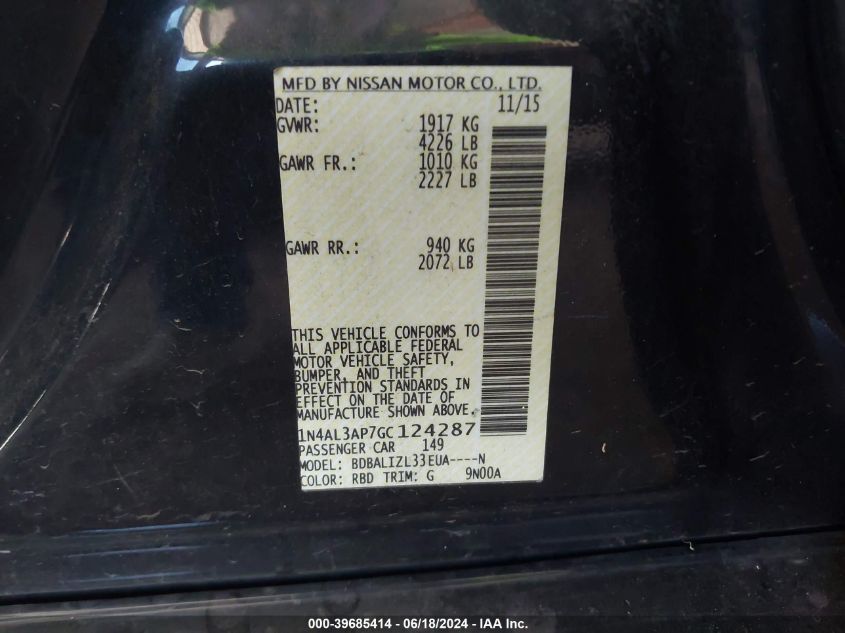 MFD BY NISSAN MOTOR CO., LTD.
DATE: 11/15
GVWR: 1917 KG
4226 LB
GAWR FR.: 1010 KG
2227 LB
GAWR RR.: 940 KG
2072 LB
THIS VEHICLE CONFORMS TO
ALL APPLICABLE FEDERAL
MOTOR VEHICLE SAFETY,
BUMPER, AND THEFT
PREVENTION STANDARDS IN
EFFECT ON THE DATE OF
MANUFACTURE SHOWN ABOVE.
1N4AL3AP7GC124287
PASSENGER CAR 149
MODEL: BDBALIZL33EUA----N
COLOR: RBD TRIM: G 9N00A
000-39685414 - 06/18/2024 - IAA Inc.